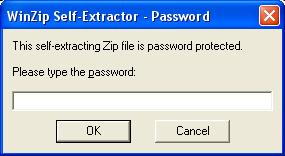 WinZip Self-Extractor - Password
This self-extracting Zip file is password protected.
Please type the password:
OK
Cancel